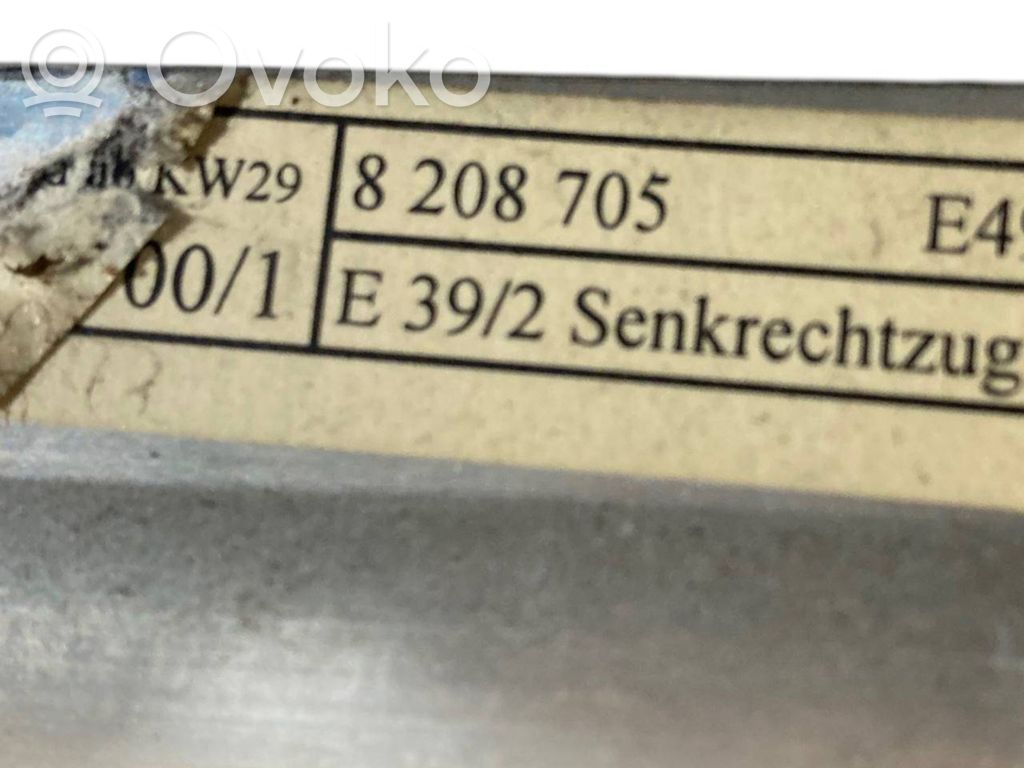 Ovoko
KW29
8 208 705 E4
00/1
E 39/2 Senkrechtzug